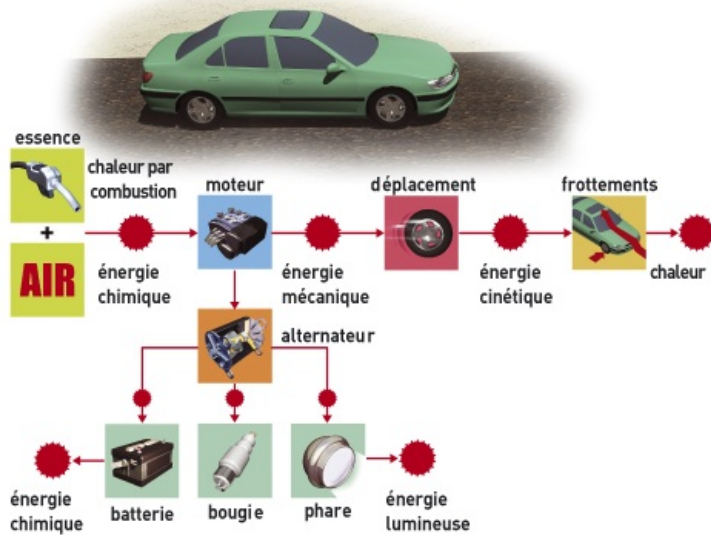 essence
chaleur par
combustion
moteur
déplacement
frottements
+
AIR
énergie
chimique
énergie
mécanique
énergie
cinétique
chaleur
alternateur
énergie
chimique
batterie
bougie
phare
énergie
lumineuse